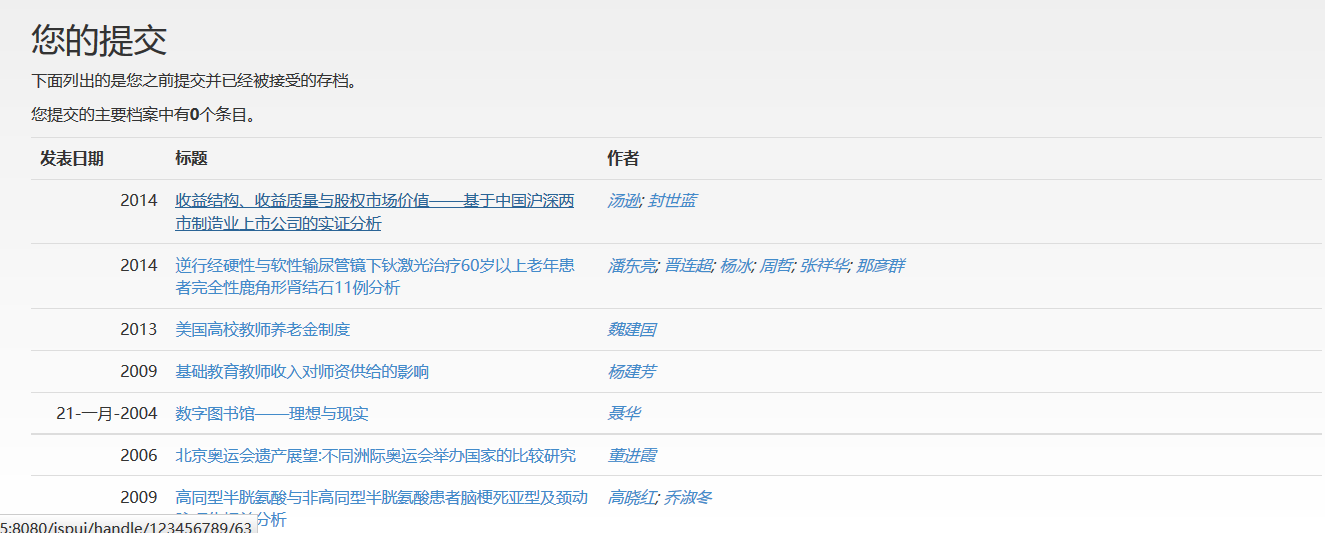 您的提交
下面列出的是您之前提交并已经被接受的存档。
您提交的主要档案中有0个条目。
发表日期 标题 作者
2014 收益结构、收益质量与股权市场价值——基于中国沪深两 汤逊; 封世蓝
市制造业上市公司的实证分析
2014 逆行经硬性与软性输尿管镜下钬激光治疗60岁以上老年患 潘东亮; 晋连超; 杨冰; 周哲; 张祥华; 那彦群
者完全性鹿角形肾结石11例分析
2013 美国高校教师养老金制度 魏建国
2009 基础教育教师收入对师资供给的影响 杨建芳
21-一月-2004 数字图书馆——理想与现实 聂华
2006 北京奥运会遗产展望:不同洲际奥运会举办国家的比较研究 董进霞
2009 高同型半胱氨酸与非高同型半胱氨酸患者脑梗死亚型及颈动 高晓红; 乔淑冬
分析
5:8080/jspui/handle/123456789/63